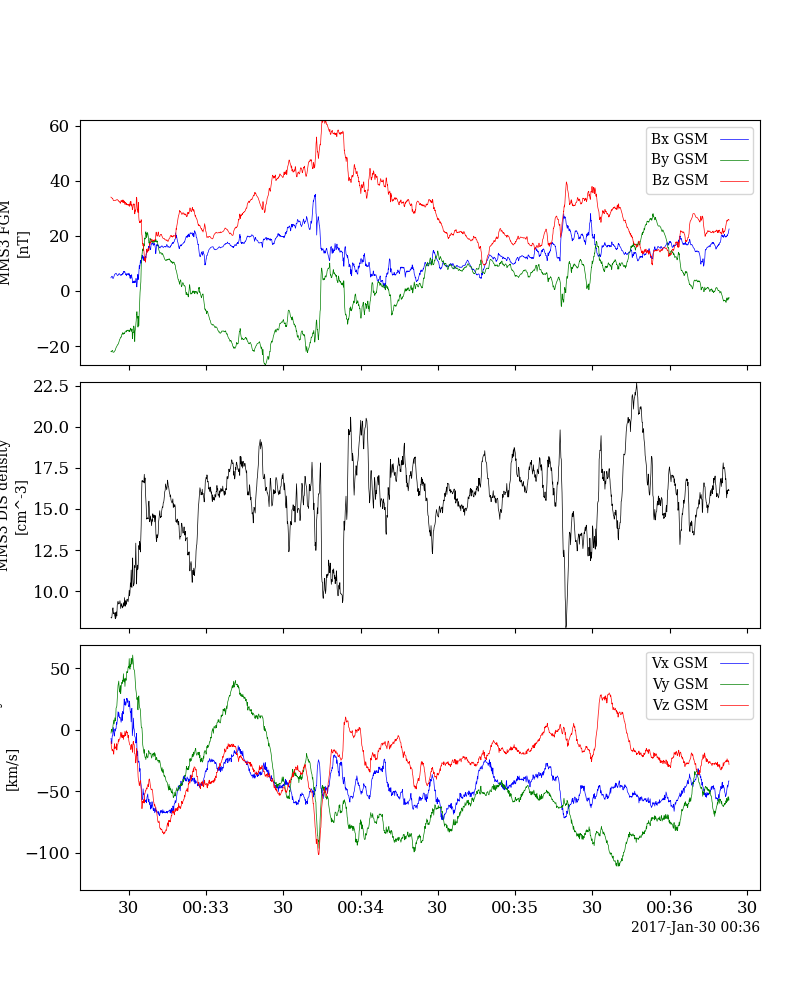 60
40
20
0
−20
MMS3 FGM
[nT]
Bx GSM
By GSM
Bz GSM
22.5
20.0
17.5
15.0
12.5
10.0
MMS3 DIS density
[cm^-3]
50
0
−50
−100
[km/s]
Vx GSM
Vy GSM
Vz GSM
30 00:33 30 00:34 30 00:35 30 00:36 30
2017-Jan-30 00:36